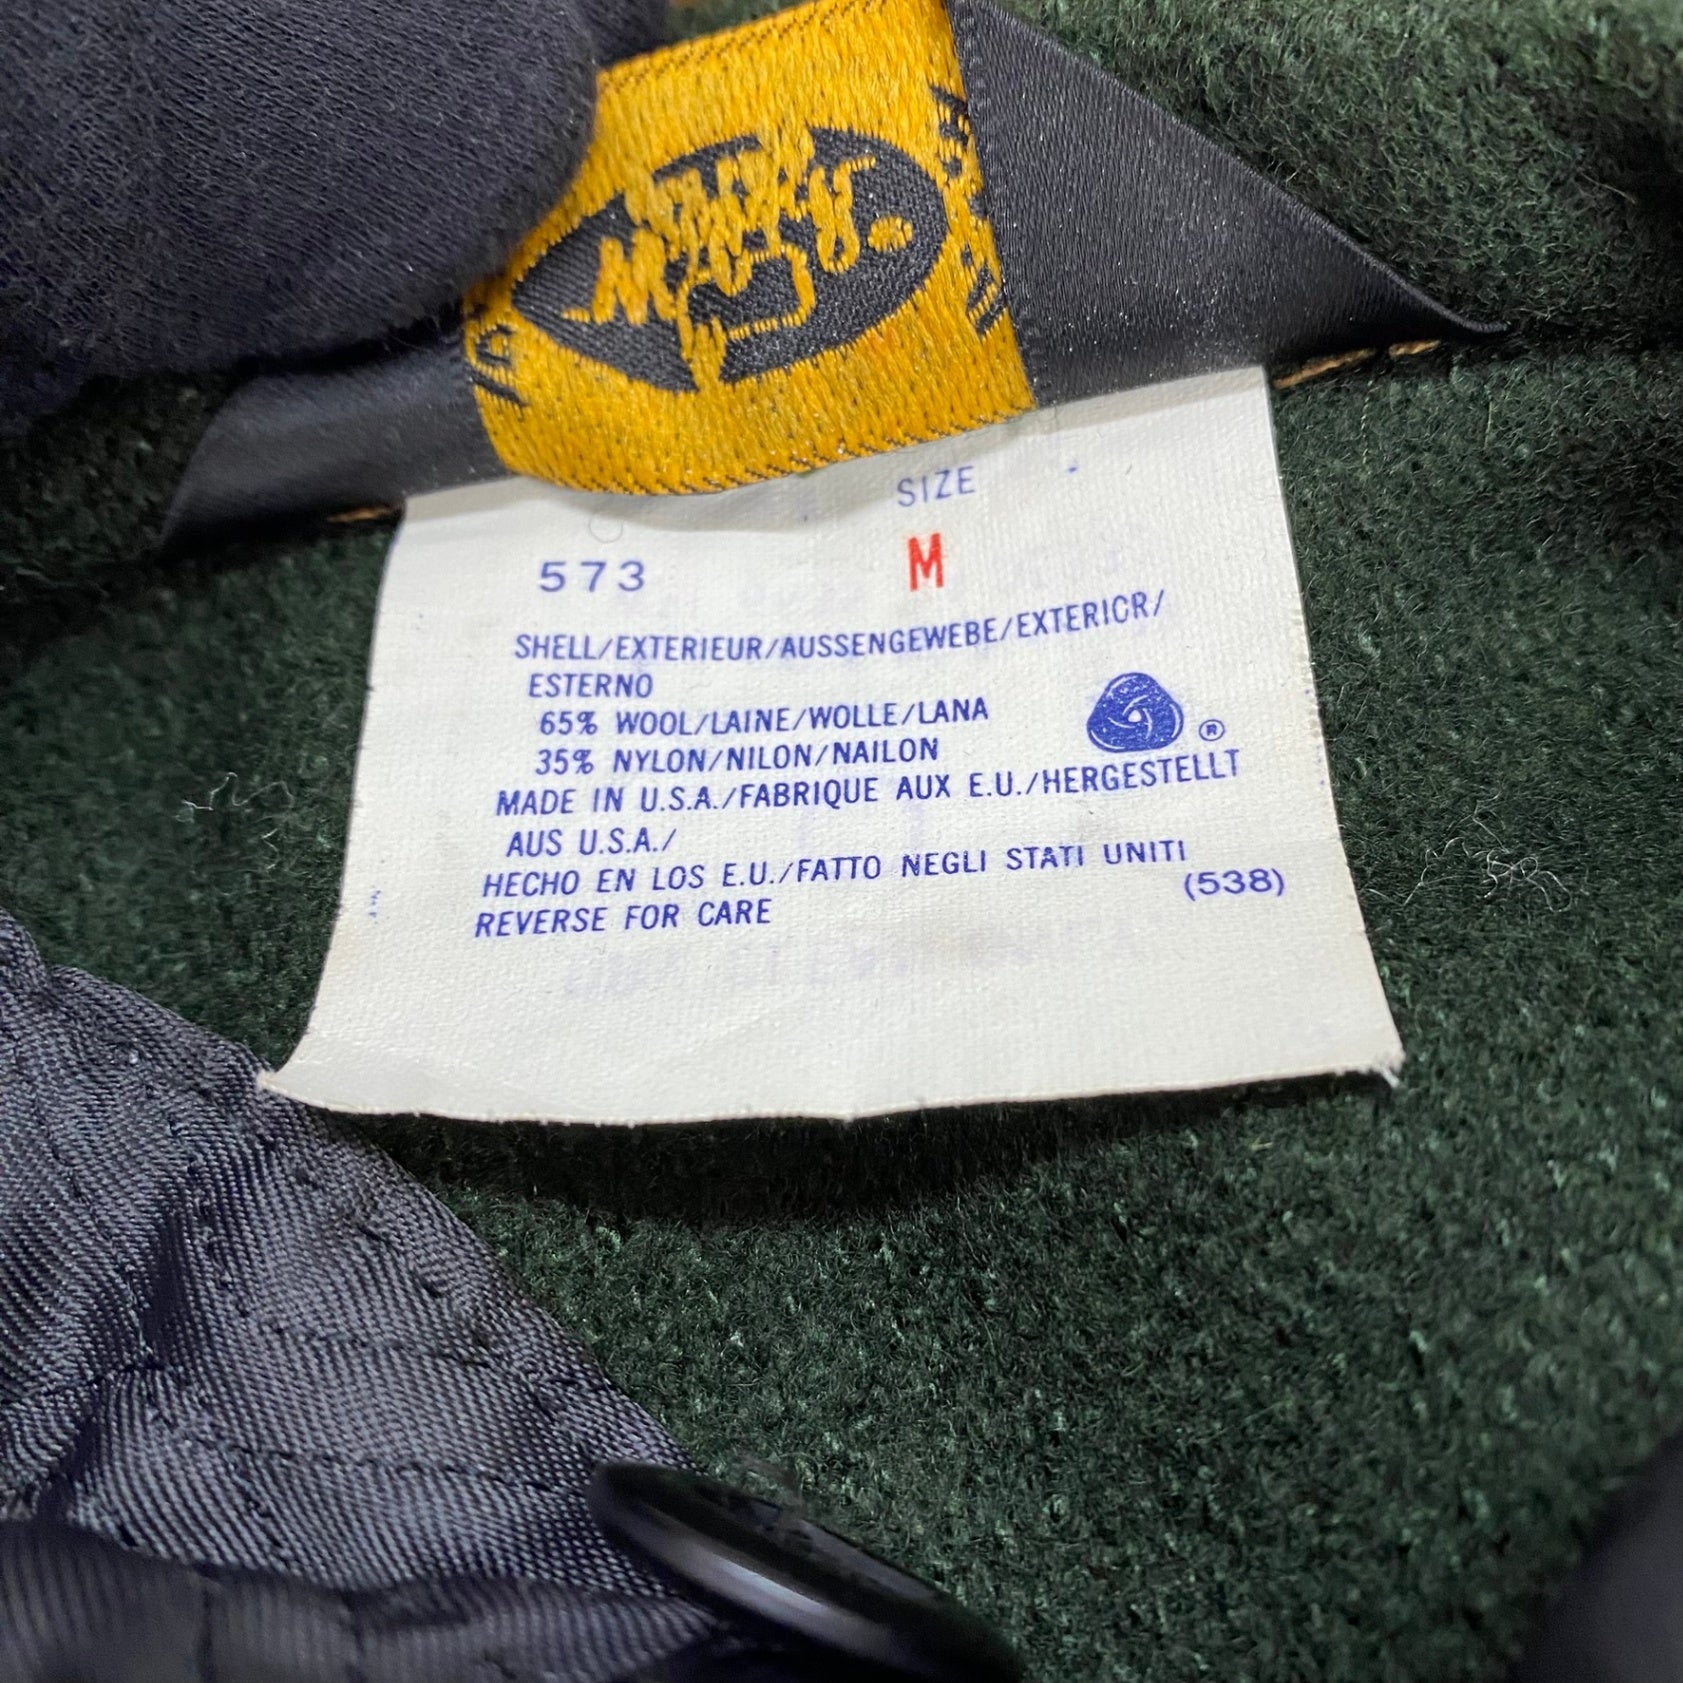 SIZE
573 M
SHELL/EXTERIEUR/AUSSENGEWEBE/EXTERIOR/
ESTERNO
65% WOOL/LAINE/WOLLE/LANA
35% NYLON/NILON/NAILON
®
MADE IN U.S.A./FABRIQUE AUX E.U./HERGESTELLT
AUS U.S.A./
HECHO EN LOS E.U./FATTO NEGLI STATI UNITI
(538)
REVERSE FOR CARE